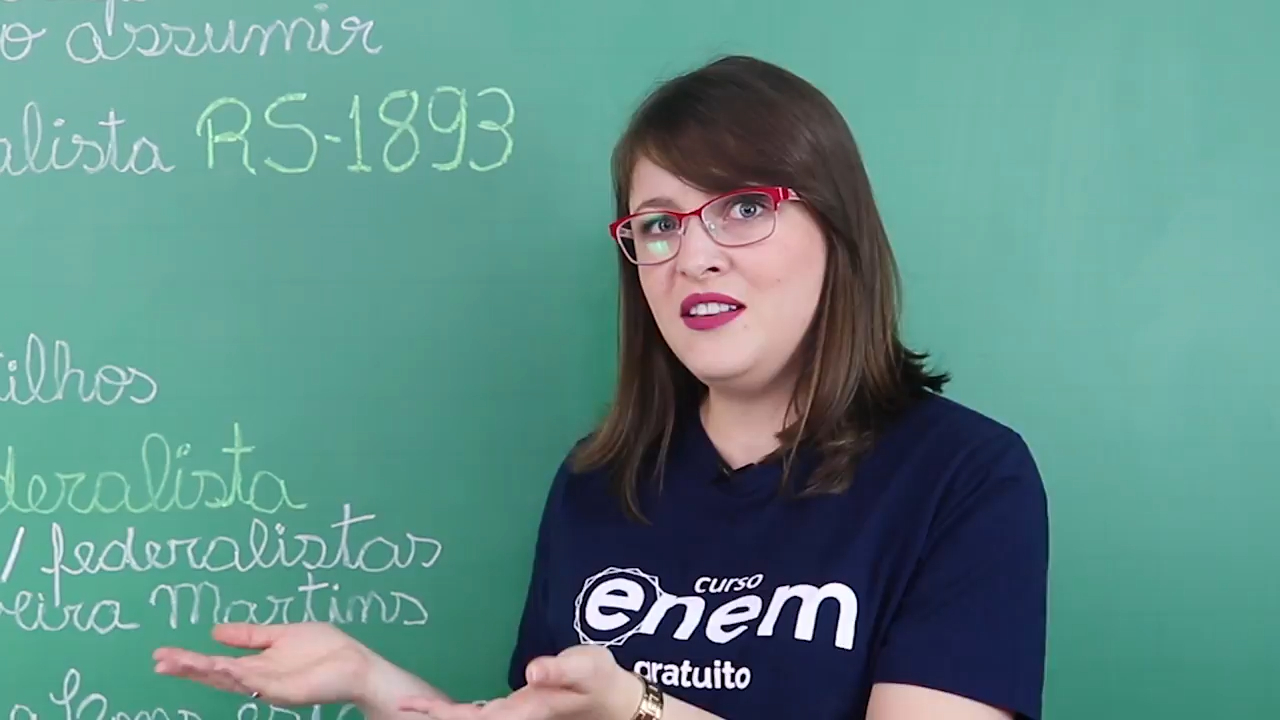 o assumir
alista RS-1893
ilhos
deralista
/ federalistas
eira Martins
curso
enem
gratuito